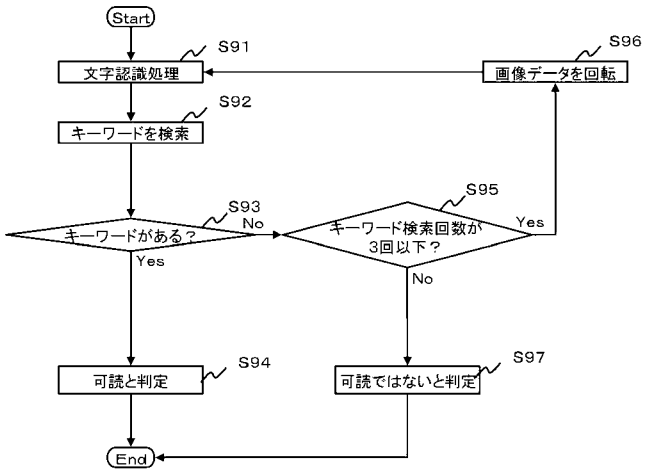 Start
S91
文字認識処理
S96
画像データを回転
S92
キーワードを検索
S93
キーワードがある?
No
Yes
S95
キーワード検索回数が
3回以下?
Yes
No
S94
可読と判定
S97
可読ではないと判定
End